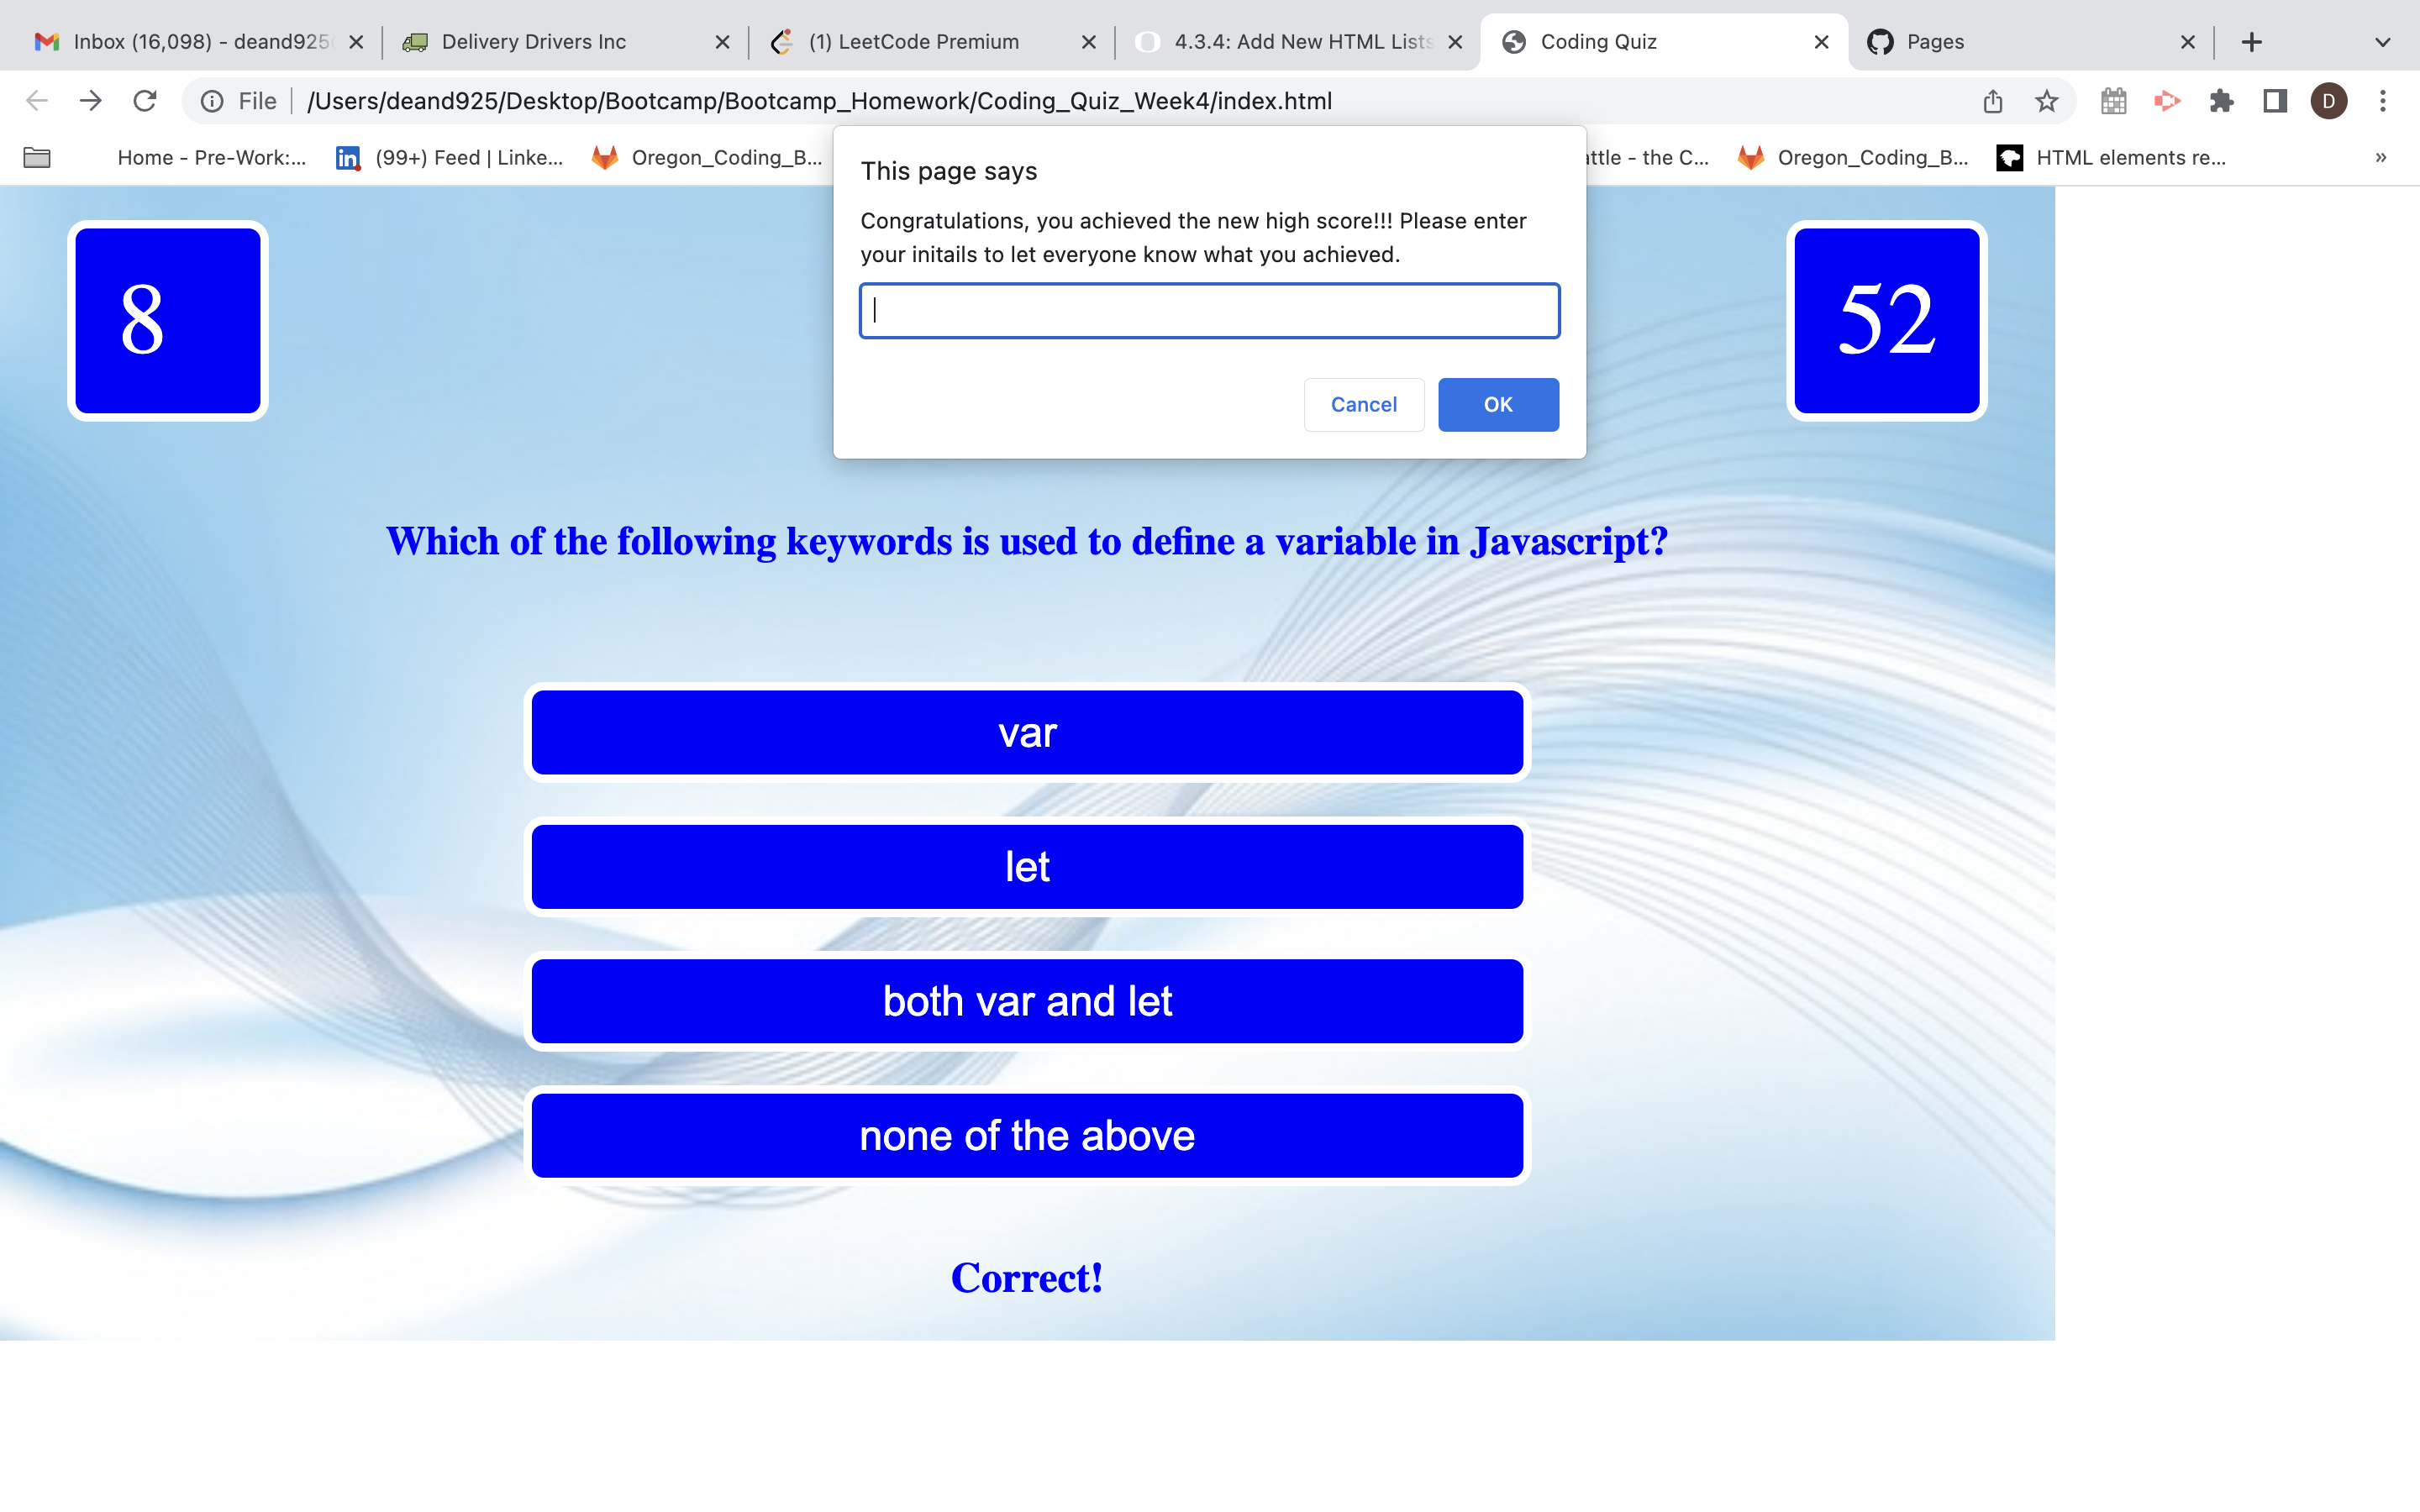 Inbox (16,098) - deand925
Delivery Drivers Inc
(1) LeetCode Premium
4.3.4: Add New HTML Lists
Coding Quiz
Pages
File
/Users/deand925/Desktop/Bootcamp/Bootcamp_Homework/Coding_Quiz_Week4/index.html
D
Home - Pre-Work:...
(99+) Feed | Linke...
Oregon_Coding_B...
attle - the C...
Oregon_Coding_B...
HTML elements re...
»
This page says
Congratulations, you achieved the new high score!!! Please enter
your initails to let everyone know what you achieved.
Cancel
OK
8
52
Which of the following keywords is used to define a variable in Javascript?
var
let
both var and let
none of the above
Correct!